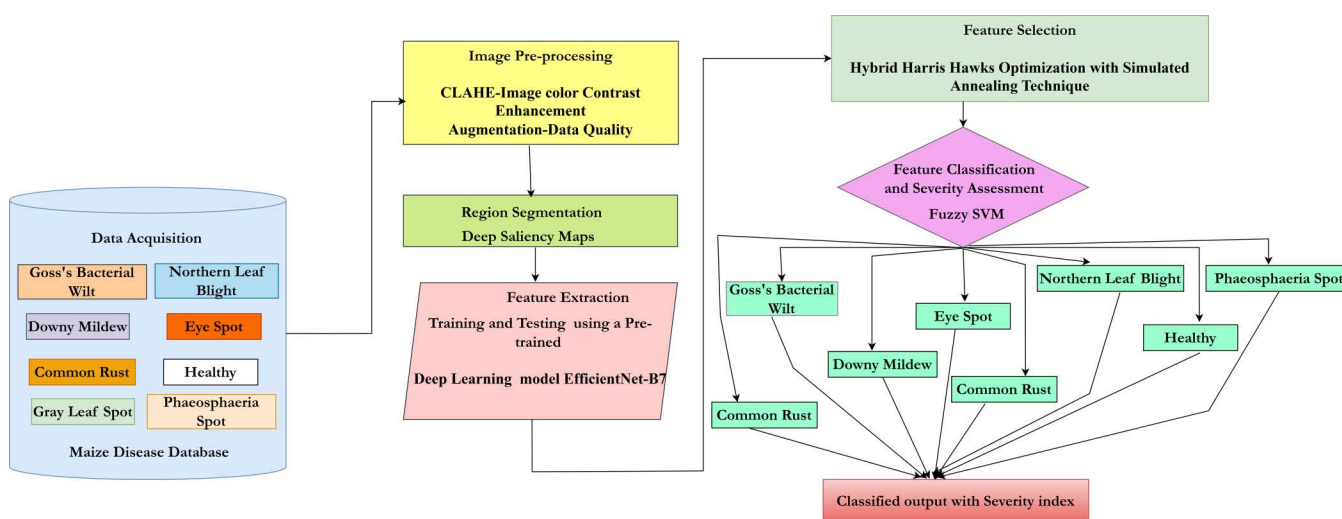 Data Acquisition
Goss's Bacterial
Wilt
Northern Leaf
Blight
Downy Mildew
Eye Spot
Common Rust
Healthy
Gray Leaf Spot
Phaeosphaeria
Spot
Maize Disease Database
Image Pre-processing
CLAHE-Image color Contrast
Enhancement
Augmentation-Data Quality
Region Segmentation
Deep Saliency Maps
Feature Extraction
Training and Testing using a Pre-
trained
Deep Learning model EfficientNet-B7
Feature Selection
Hybrid Harris Hawks Optimization with Simulated
Annealing Technique
Feature Classification
and Severity Assessment
Fuzzy SVM
Goss's Bacterial
Wilt
Northern Leaf Blight
Phaeosphaeria Spot
Eye Spot
Healthy
Downy Mildew
Common Rust
Common Rust
Classified output with Severity index